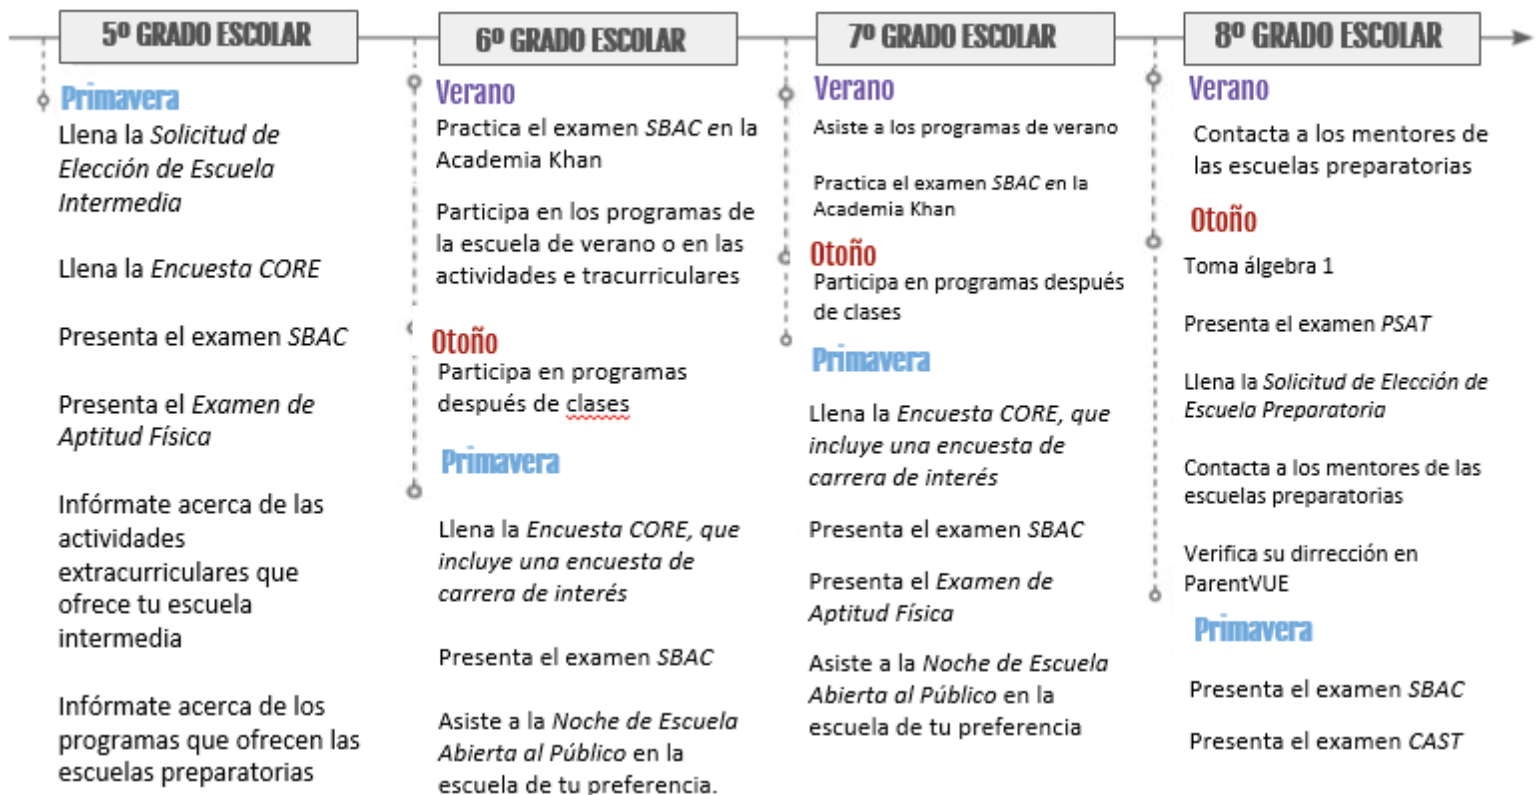 5º GRADO ESCOLAR
Primavera
Llena la Solicitud de
Elección de Escuela
Intermedia
Llena la Encuesta CORE
Presenta el examen SBAC
Presenta el Examen de
Aptitud Física
Infórmate acerca de las
actividades
extracurriculares que
ofrece tu escuela
intermedia
Infórmate acerca de los
programas que ofrecen las
escuelas preparatorias
6º GRADO ESCOLAR
Verano
Practica el examen SBAC en la
Academia Khan
Participa en los programas de
la escuela de verano o en las
actividades e tracurriculares
Otoño
Participa en programas
después de clases
Primavera
Llena la Encuesta CORE, que
incluye una encuesta de
carrera de interés
Presenta el examen SBAC
Asiste a la Noche de Escuela
Abierta al Público en la
escuela de tu preferencia.
7º GRADO ESCOLAR
Verano
Asiste a los programas de verano
Practica el examen SBAC en la
Academia Khan
Otoño
Participa en programas después
de clases
Primavera
Llena la Encuesta CORE, que
incluye una encuesta de
carrera de interés
Presenta el examen SBAC
Presenta el Examen de
Aptitud Física
Asiste a la Noche de Escuela
Abierta al Público en la
escuela de tu preferencia
8º GRADO ESCOLAR
Verano
Contacta a los mentores de
las escuelas preparatorias
Otoño
Toma álgebra 1
Presenta el examen PSAT
Llena la Solicitud de Elección de
Escuela Preparatoria
Contacta a los mentores de las
escuelas preparatorias
Verifica su dirrección en
ParentVUE
Primavera
Presenta el examen SBAC
Presenta el examen CAST